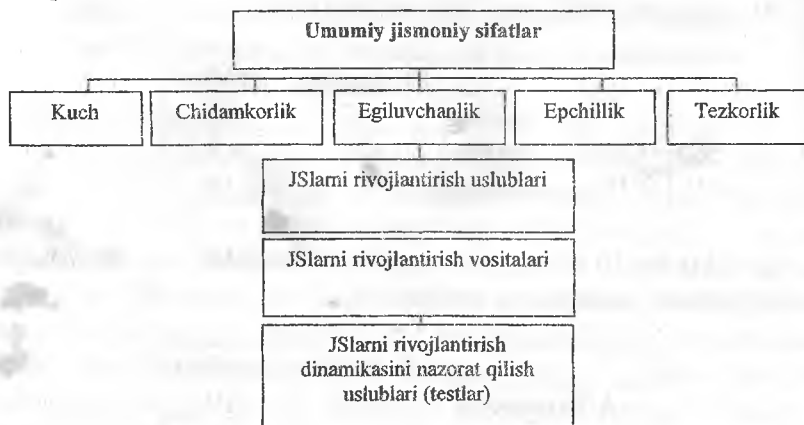 Umumiy jismoniy sifatlar
Kuch
Chidamkorlik
Egiluvchanlik
Epchillik
Tezkorlik
JSlarni rivojlantirish uslublari
JSlarni rivojlantirish vositalari
JSlarni rivojlantirish
dinamikasini nazorat qilish
uslublari (testlar)